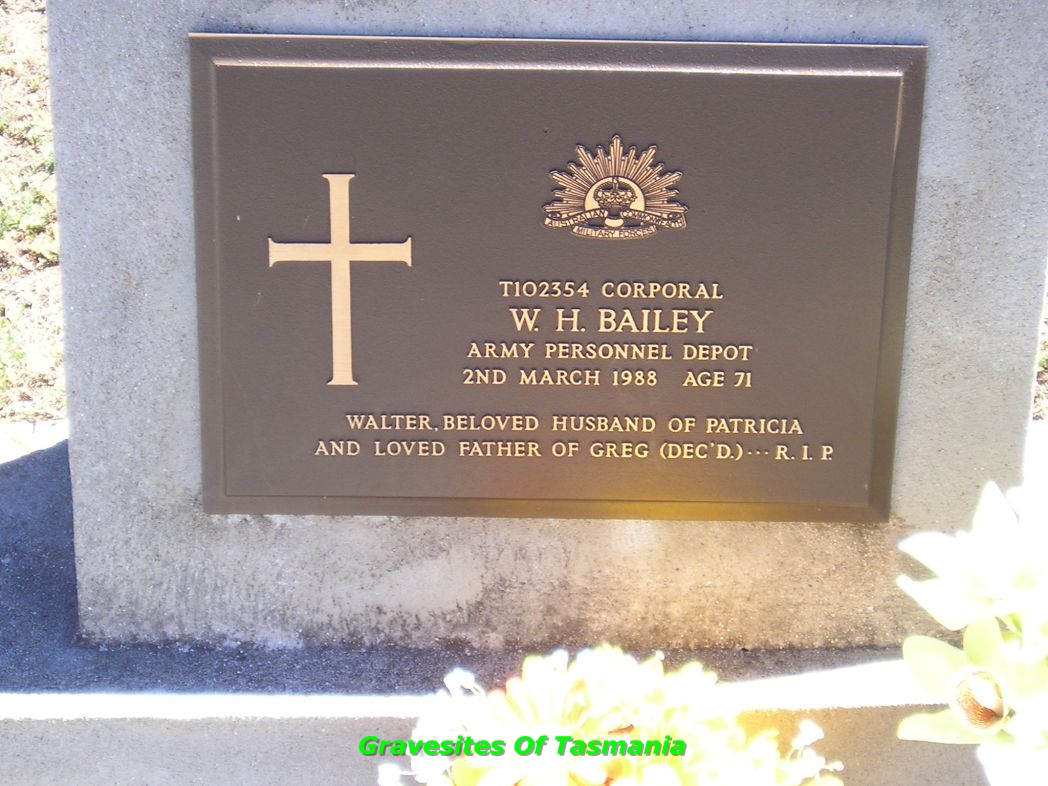 AUSTRALIAN COMMONWEALTH
MILITARY FORCES
T102354 CORPORAL
W. H. BAILEY
ARMY PERSONNEL DEPOT
2ND MARCH 1988 AGE 71
WALTER, BELOVED HUSBAND OF PATRICIA
AND LOVED FATHER OF GREG (DEC'D.)··· R. I. P.
Gravesites Of Tasmania